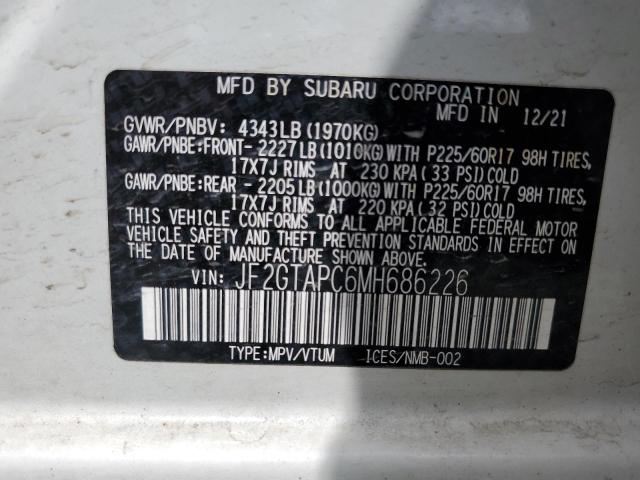 MFD BY SUBARU CORPORATION
MFD IN 12/21
GVWR/PNBV: 4343LB (1970KG)
GAWR/PNBE:FRONT- 2227LB(1010KG)WITH P225/60R17 98H TIRES,
17X7J RIMS AT 230 KPA (33 PSI)COLD
GAWR/PNBE:REAR - 2205LB(1000KG)WITH P225/60R17 98H TIRES,
17X7J RIMS AT 220 KPA(32 PSI)COLD
THIS VEHICLE CONFORMS TO ALL APPLICABLE FEDERAL MOTOR
VEHICLE SAFETY AND THEFT PREVENTION STANDARDS IN EFFECT ON
THE DATE OF MANUFACTURE SHOWN ABOVE.
VIN: JF2GTAPC6MH686226
TYPE:MPV/VTUM ICES/NMB-002